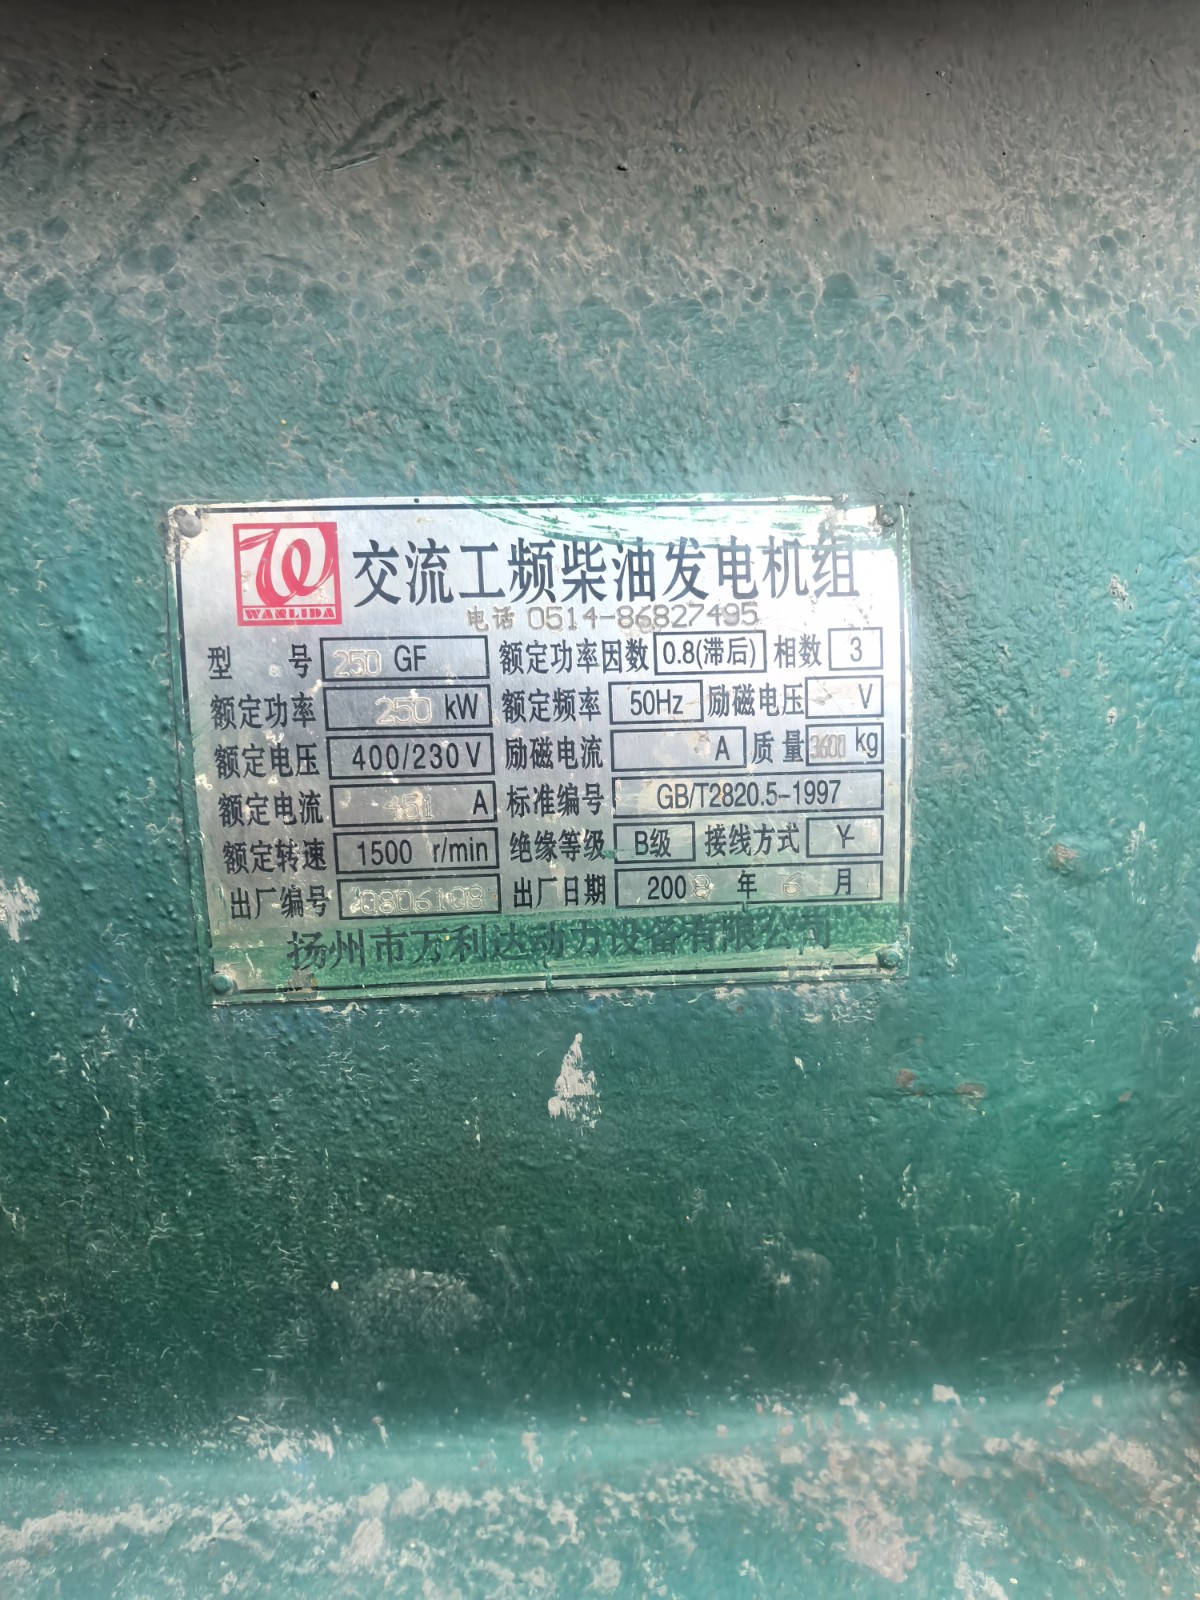 WANLIDA
交流工频柴油发电机组
电话 0514-86827495
型 号 250 GF 额定功率因数 0.8(滞后) 相数 3
额定功率 250 kW 额定频率 50Hz 励磁电压 V
额定电压 400/230 V 励磁电流 A 质量 3600 kg
额定电流 451 A 标准编号 GB/T2820.5-1997
额定转速 1500 r/min 绝缘等级 B级 接线方式 Y
出厂编号 0806108 出厂日期 2008 年 6 月
扬州市万利达动力设备有限公司